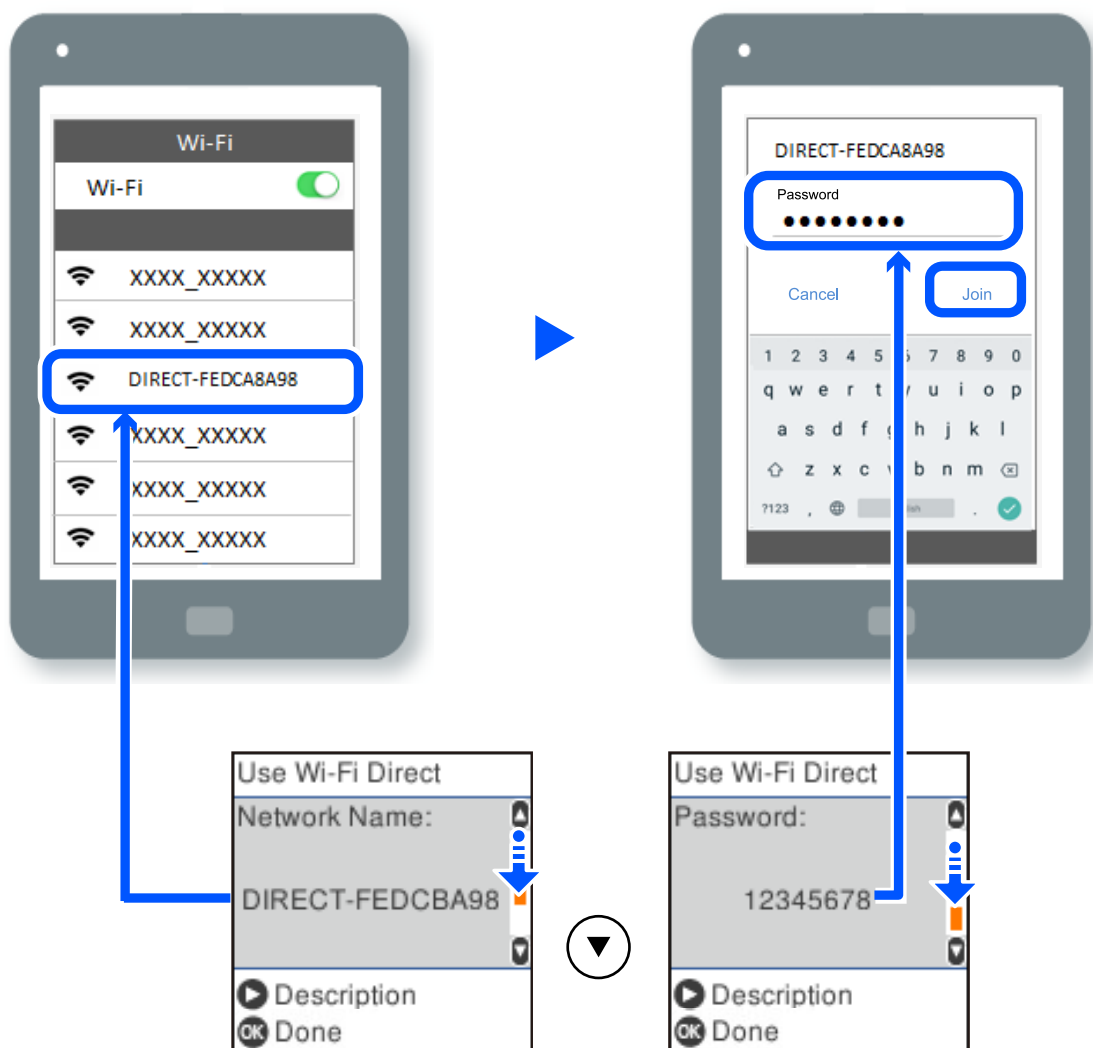 Wi-Fi
Wi-Fi
XXXX_XXXXX
XXXX_XXXXX
DIRECT-FEDCA8A98
XXXX_XXXXX
XXXX_XXXXX
XXXX_XXXXX
DIRECT-FEDCA8A98
Password
●●●●●●●●
Cancel Join
1 2 3 4 5 7 8 9 0
q w e r t u i o p
a s d f h j k l
z x c b n m
?123 , .
Use Wi-Fi Direct
Network Name:
DIRECT-FEDCBA98
Description
OK Done
Use Wi-Fi Direct
Password:
12345678
Description
OK Done